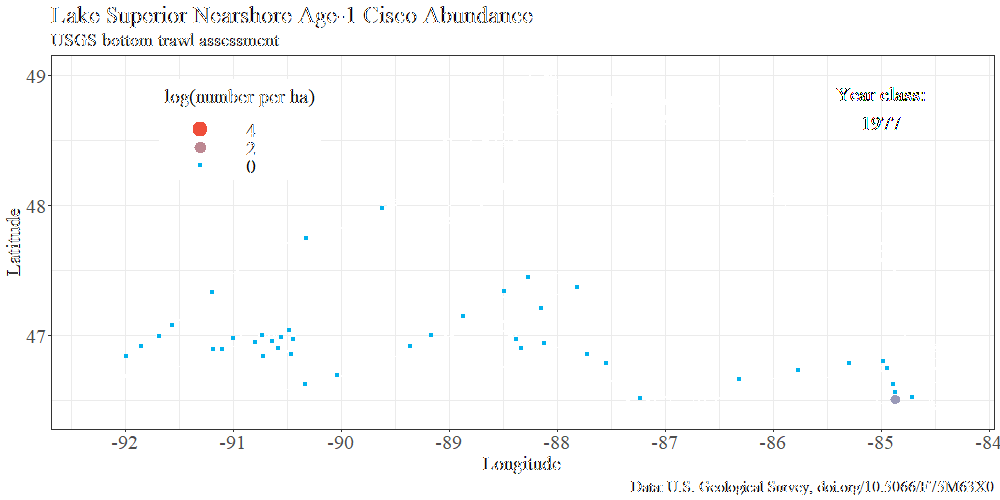 Lake Superior Nearshore Age-1 Cisco Abundance
USGS bottom trawl assessment
49
48
47
Latitude
log(number per ha)
4
2
0
Year class:
1977
-92
-91
-90
-89
-88
-87
-86
-85
-84
Longitude
Data: U.S. Geological Survey, doi.org/10.5066/F75M63X0